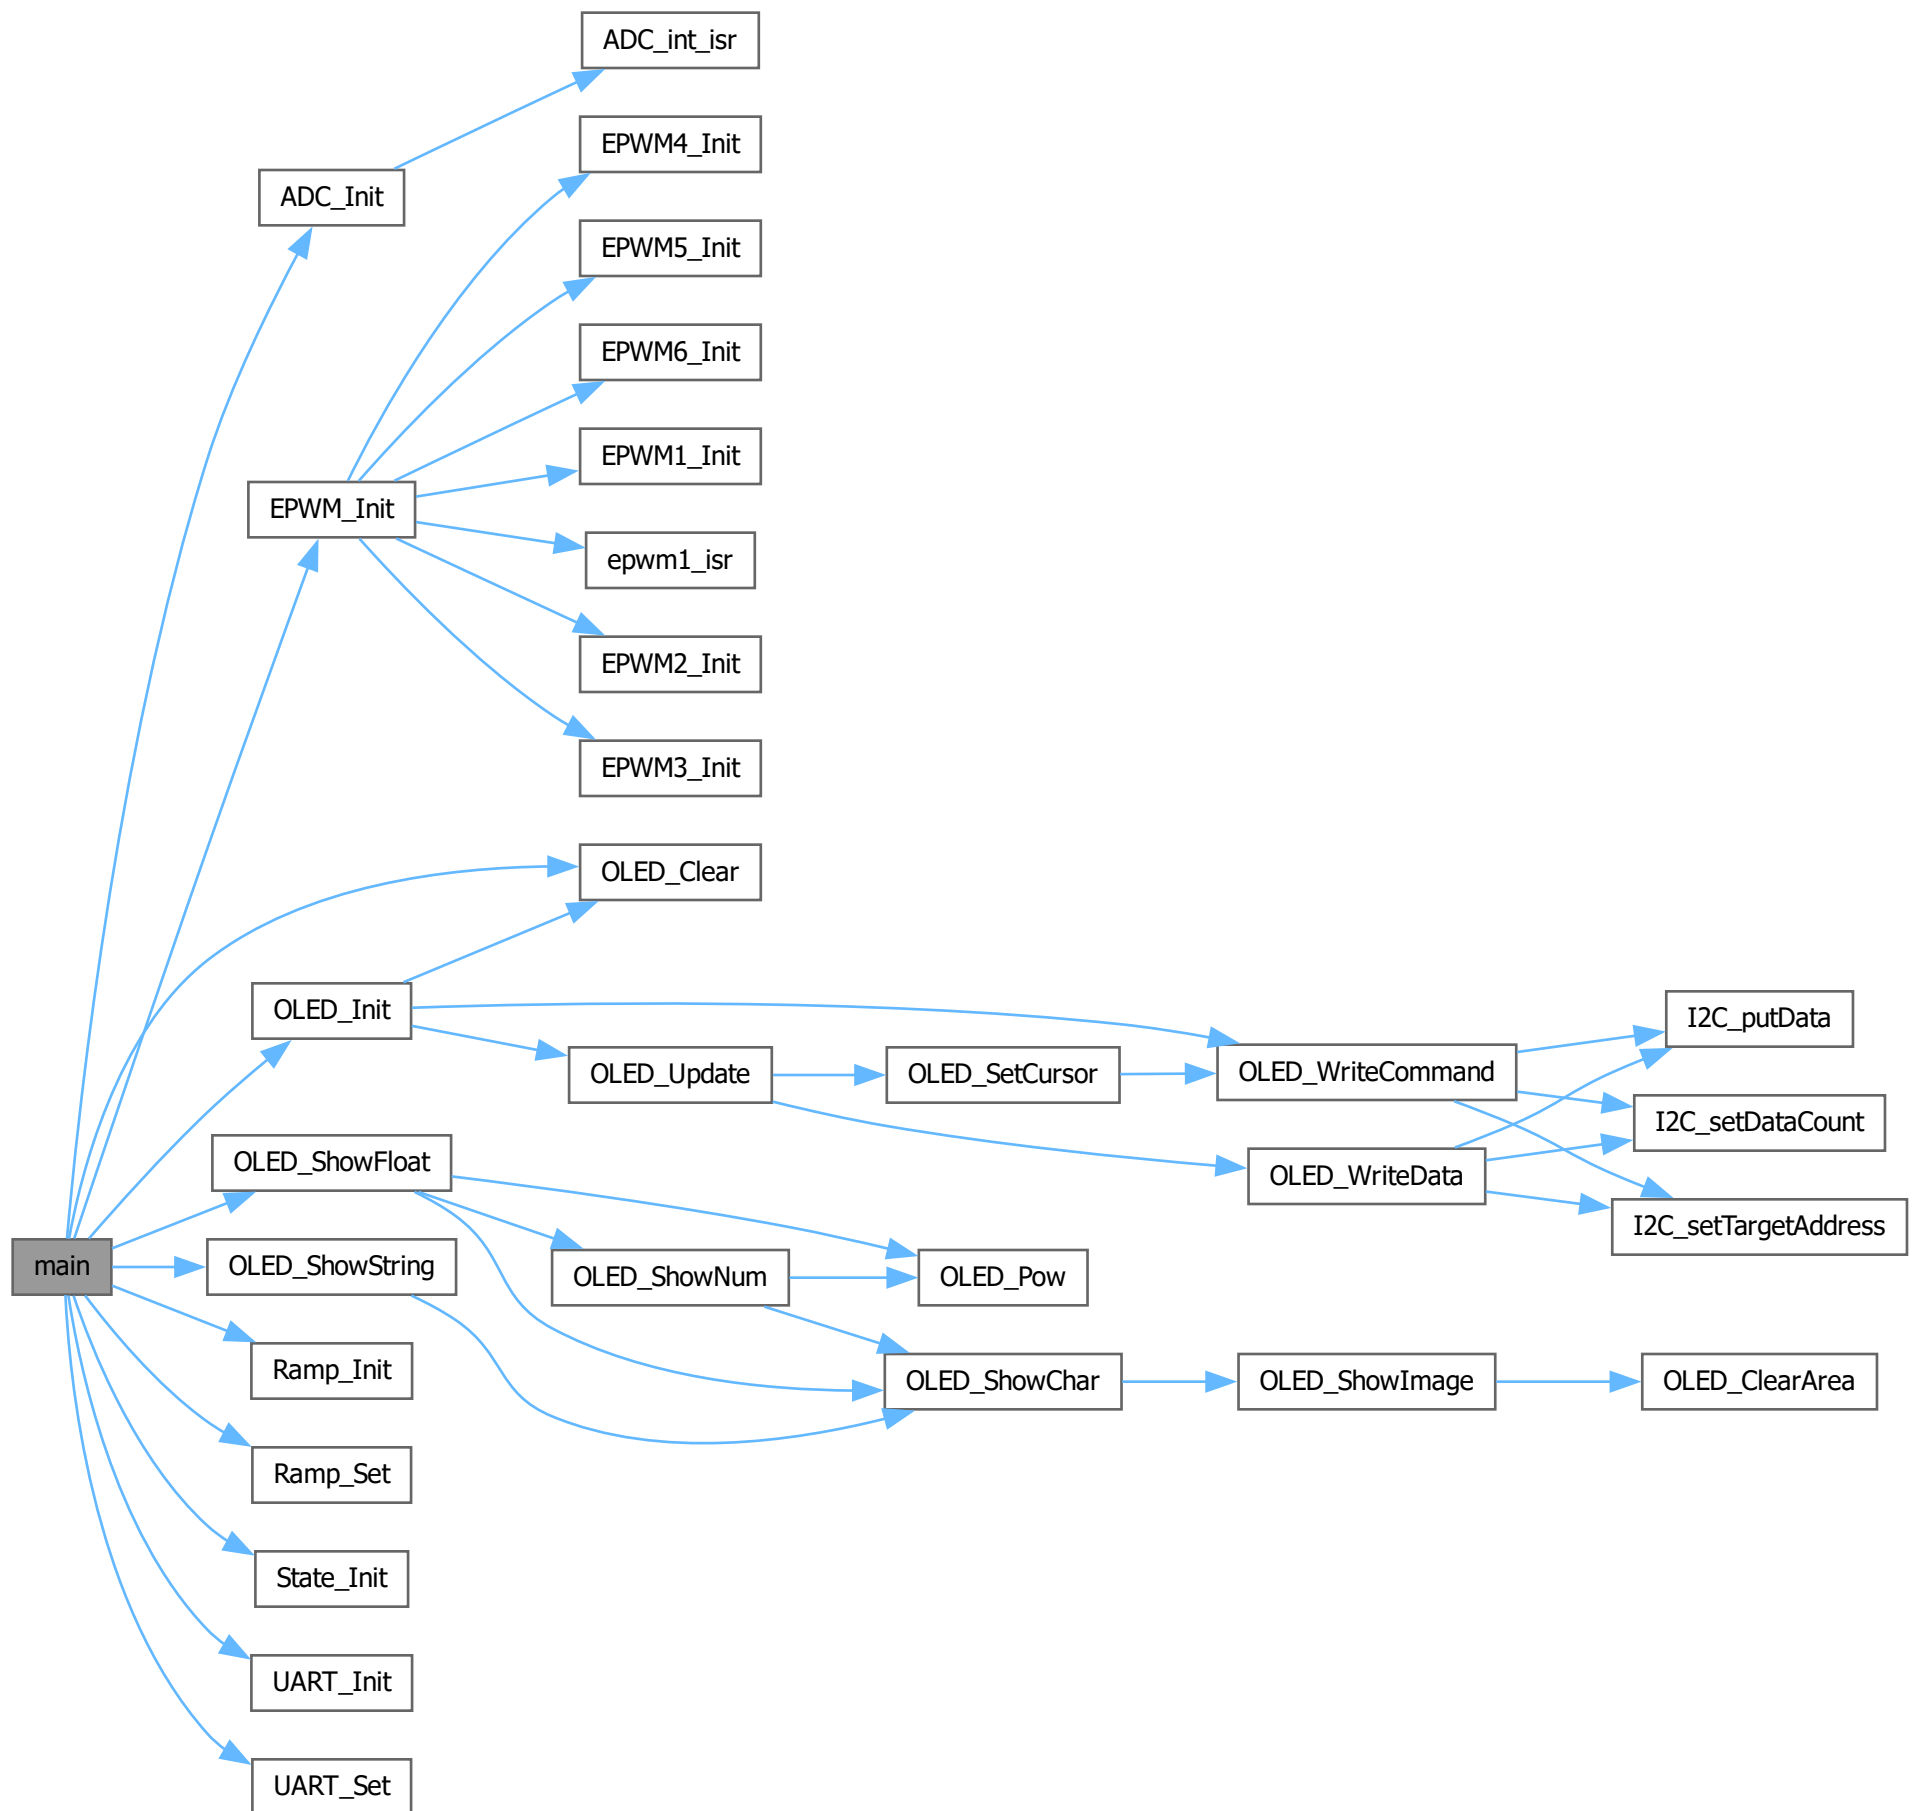 ADC_int_isr
EPWM4_Init
ADC_Init
EPWM5_Init
EPWM6_Init
EPWM1_Init
EPWM_Init
epwm1_isr
EPWM2_Init
EPWM3_Init
OLED_Clear
OLED_Init
I2C_putData
OLED_Update
OLED_SetCursor
OLED_WriteCommand
I2C_setDataCount
OLED_ShowFloat
OLED_WriteData
I2C_setTargetAddress
main
OLED_ShowString
OLED_ShowNum
OLED_Pow
Ramp_Init
OLED_ShowChar
OLED_ShowImage
OLED_ClearArea
Ramp_Set
State_Init
UART_Init
UART_Set